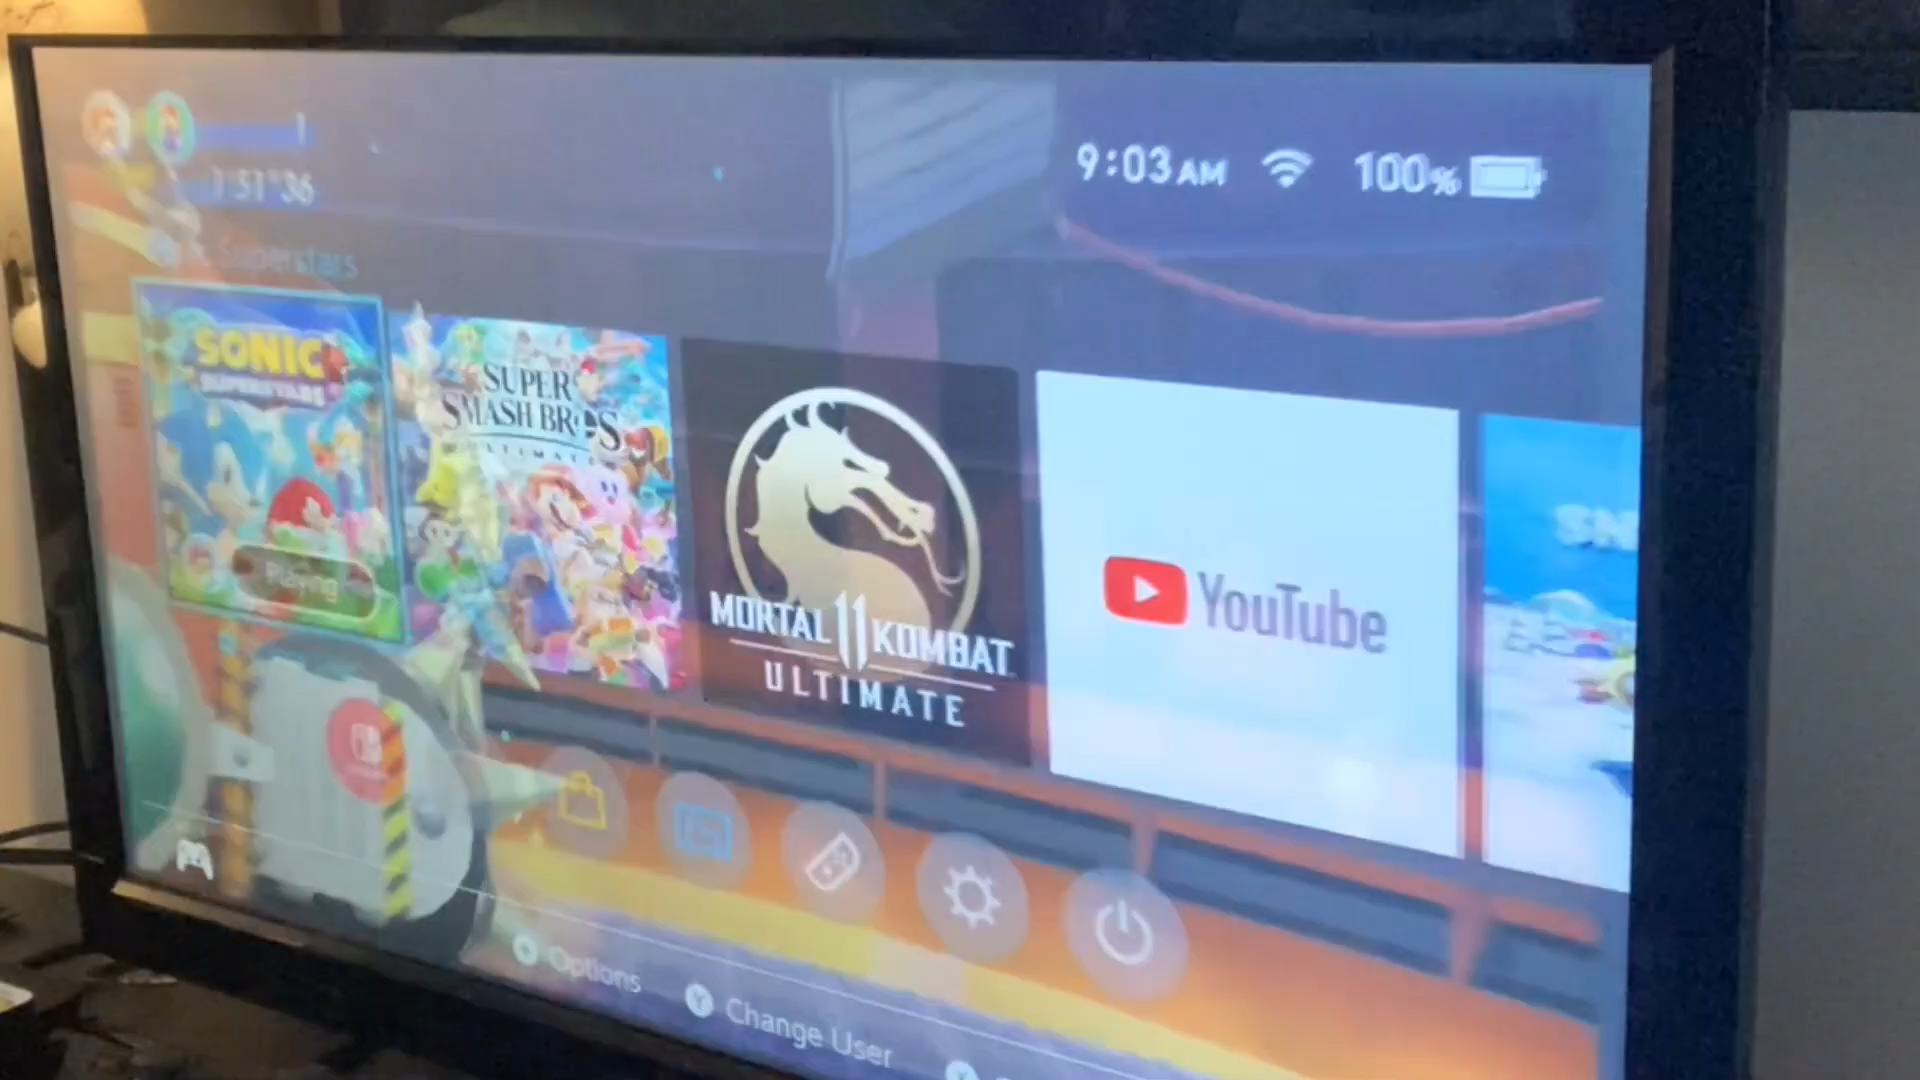 9:03 AM 100%
1'51"36
Superstars
SONIC
SUPERSTARS
SUPER
SMASH BROS
ULTIMATE
MORTAL 11 KOMBAT
ULTIMATE
YouTube
Playing
Options
Y Change User